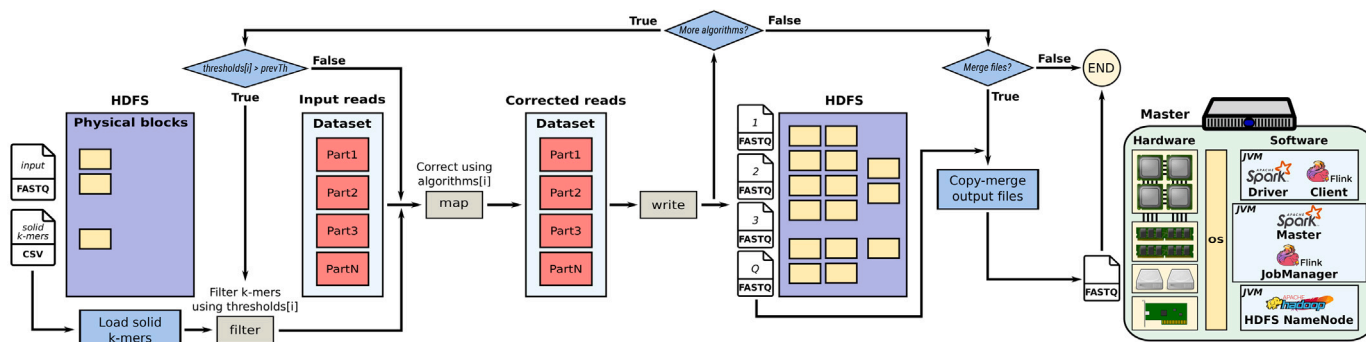 True
More algorithms?
False
thresholds[i] > prevTh
False
True
Merge files?
False
True
END
HDFS
Physical blocks
input
FASTQ
solid
k-mers
CSV
Load solid
k-mers
Filter k-mers
using thresholds[i]
filter
Input reads
Dataset
Part1
Part2
Part3
PartN
Correct using
algorithms[i]
map
Corrected reads
Dataset
Part1
Part2
Part3
PartN
write
1
FASTQ
2
FASTQ
3
FASTQ
Q
FASTQ
HDFS
Copy-merge
output files
FASTQ
Master
Hardware
OS
Software
JVM
APACHE
Spark
Driver
Flink
Client
JVM
APACHE
Spark
Master
Flink
JobManager
JVM
APACHE
hadoop
HDFS NameNode